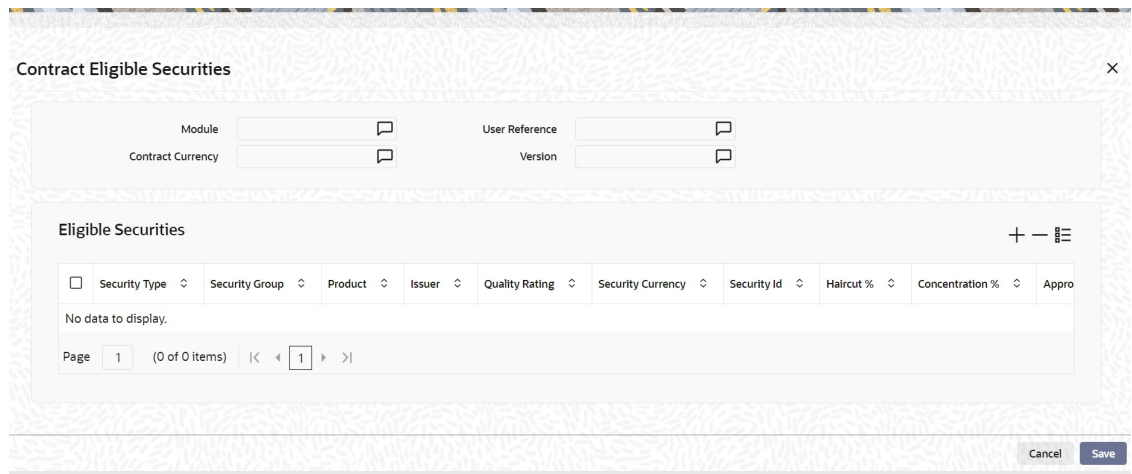 Contract Eligible Securities
Module User Reference
Contract Currency Version
Eligible Securities
Security Type Security Group Product Issuer Quality Rating Security Currency Security Id Haircut % Concentration % Appro
No data to display.
Page 1 (0 of 0 items) 1
Cancel Save